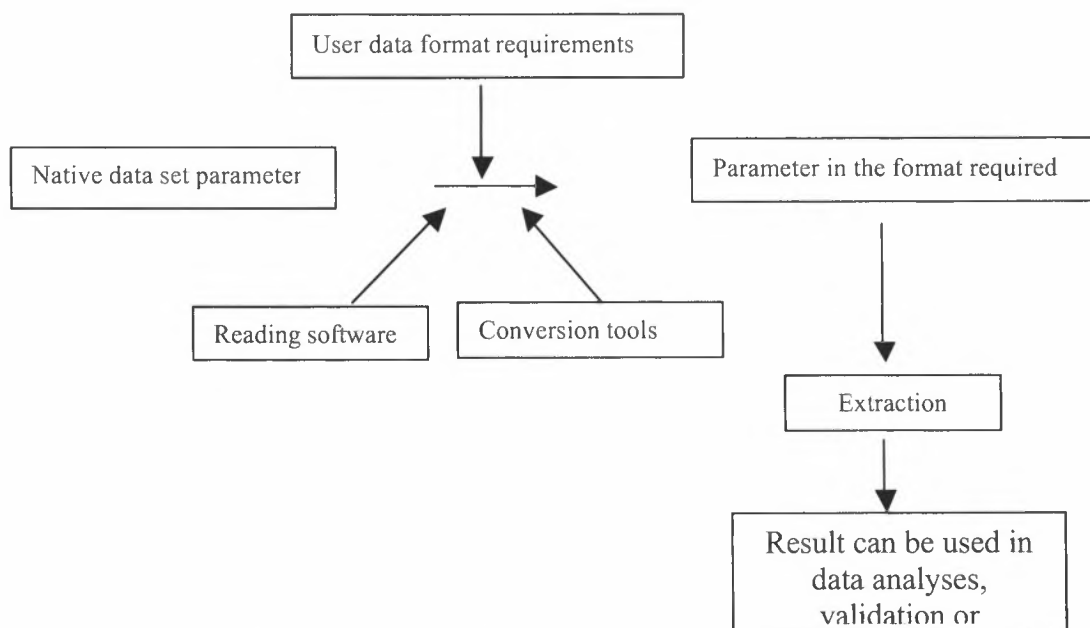 User data format requirements
Native data set parameter
Parameter in the format required
Reading software
Conversion tools
Extraction
Result can be used in
data analyses,
validation or